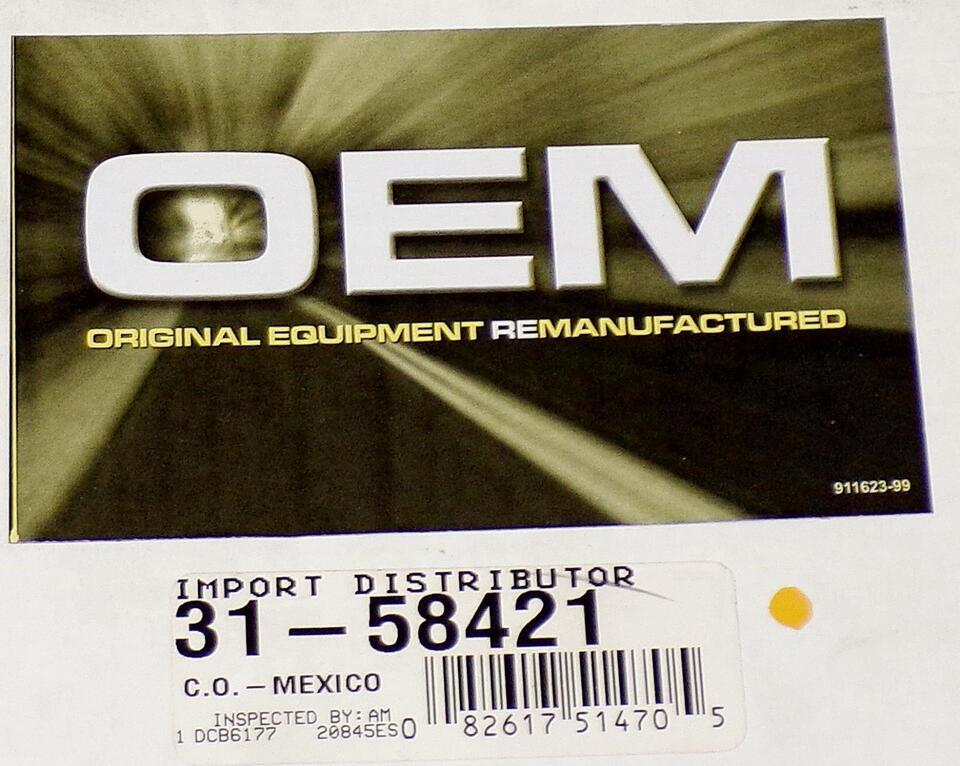 OEM
ORIGINAL EQUIPMENT REMANUFACTURED
911623-99
IMPORT DISTRIBUTOR
31-58421
C.O.-MEXICO
INSPECTED BY: AM
1 DCB6177 20845ES
0 82617 51470 5